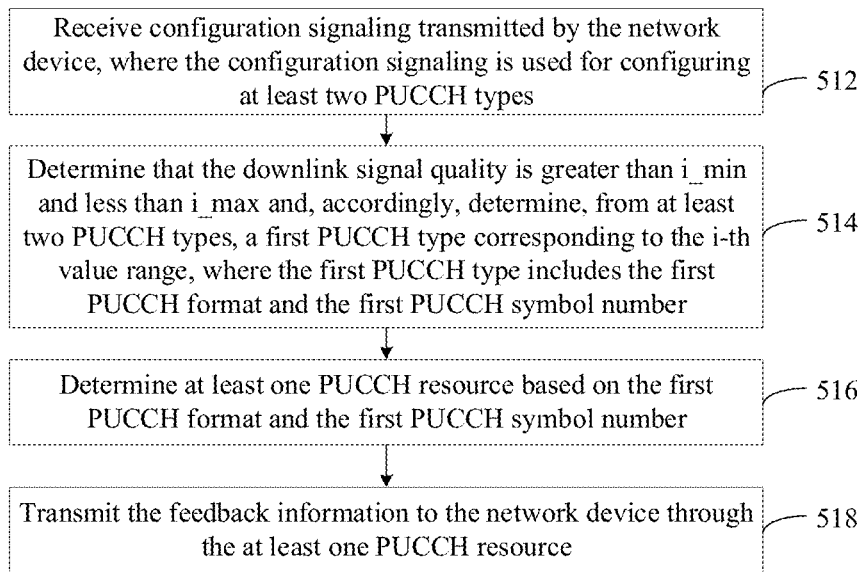 Receive configuration signaling transmitted by the network
device, where the configuration signaling is used for configuring
at least two PUCCH types
512
Determine that the downlink signal quality is greater than i_min
and less than i_max and, accordingly, determine, from at least
two PUCCH types, a first PUCCH type corresponding to the i-th
value range, where the first PUCCH type includes the first
PUCCH format and the first PUCCH symbol number
514
Determine at least one PUCCH resource based on the first
PUCCH format and the first PUCCH symbol number
516
Transmit the feedback information to the network device through
the at least one PUCCH resource
518